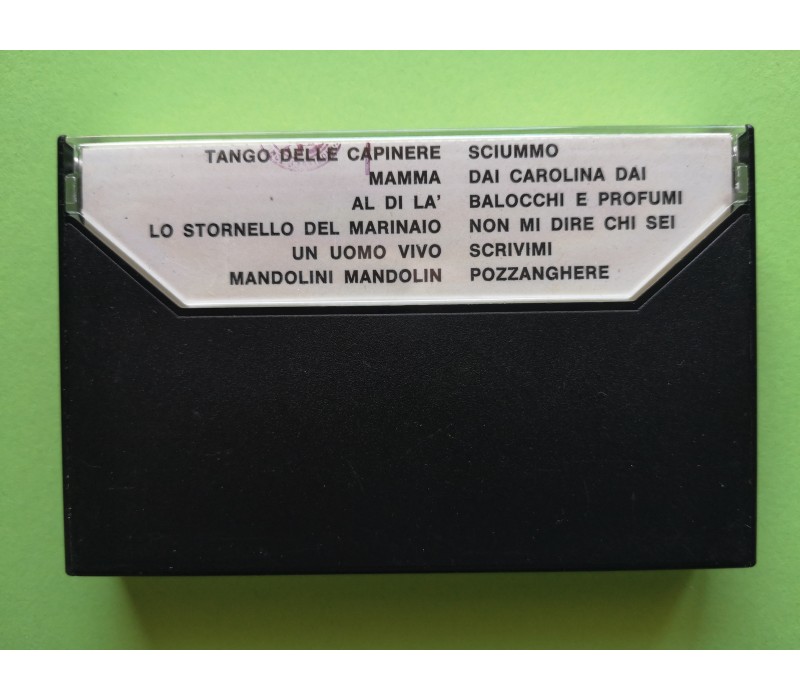 TANGO DELLE CAPINERE
MAMMA
AL DI LA'
LO STORNELLO DEL MARINAIO
UN UOMO VIVO
MANDOLINI MANDOLIN
SCIUMMO
DAI CAROLINA DAI
BALOCCHI E PROFUMI
NON MI DIRE CHI SEI
SCRIVIMI
POZZANGHERE